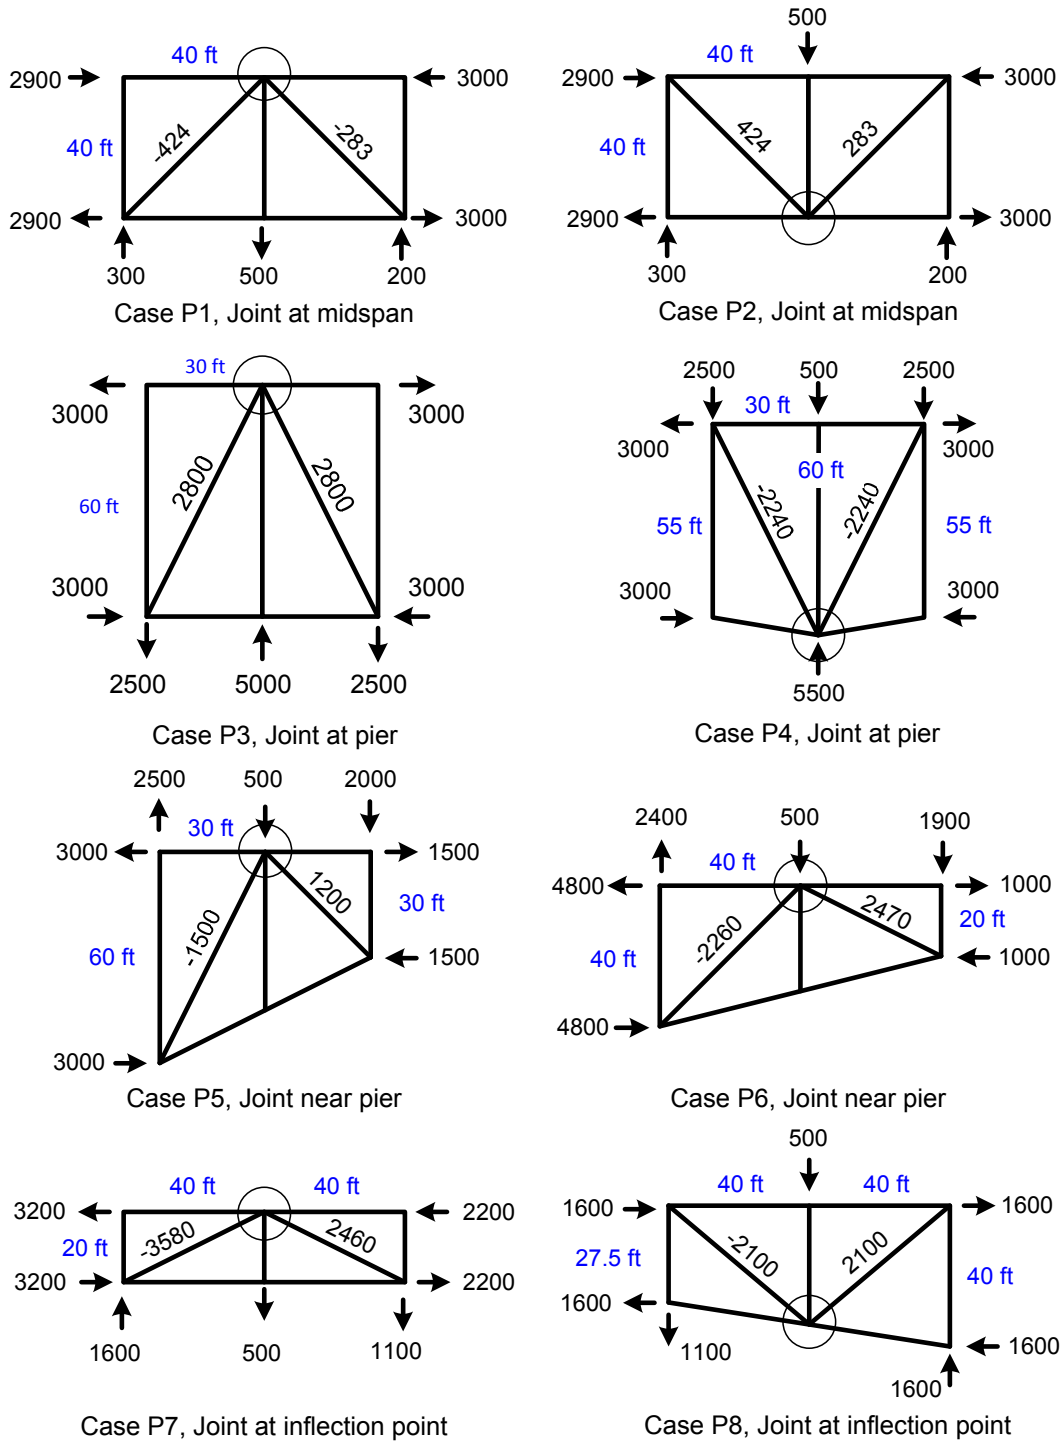 40 ft
2900
3000
40 ft
-424
-283
2900
3000
300
500
200
Case P1, Joint at midspan
500
40 ft
2900
3000
40 ft
424
283
2900
3000
300
200
Case P2, Joint at midspan
30 ft
3000
3000
2800
2800
60 ft
3000
3000
2500
5000
2500
Case P3, Joint at pier
2500
500
2500
30 ft
3000
3000
60 ft
-2240
-2240
55 ft
55 ft
3000
3000
5500
Case P4, Joint at pier
2500
500
2000
30 ft
3000
1500
1200
30 ft
-1500
60 ft
1500
3000
Case P5, Joint near pier
2400
500
1900
40 ft
4800
1000
2470
20 ft
-2260
40 ft
1000
4800
Case P6, Joint near pier
40 ft
40 ft
3200
2200
20 ft
-3580
2460
3200
2200
1600
500
1100
Case P7, Joint at inflection point
500
40 ft
40 ft
1600
1600
-2100
2100
27.5 ft
40 ft
1600
1600
1100
1600
Case P8, Joint at inflection point